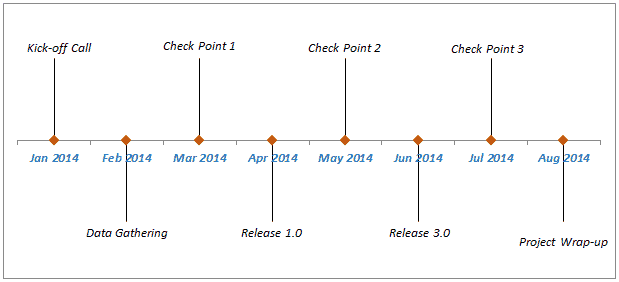 Kick-off Call
Check Point 1
Check Point 2
Check Point 3
Jan 2014
Feb 2014
Mar 2014
Apr 2014
May 2014
Jun 2014
Jul 2014
Aug 2014
Data Gathering
Release 1.0
Release 3.0
Project Wrap-up